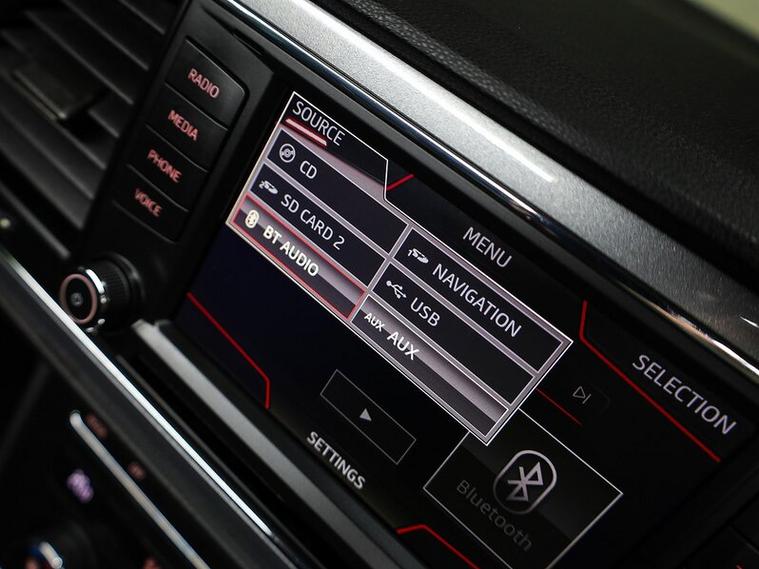 RADIO
MEDIA
PHONE
VOICE
SOURCE
CD
SD CARD 2
BT AUDIO
MENU
NAVIGATION
USB
AUX AUX
SELECTION
SETTINGS
Bluetooth